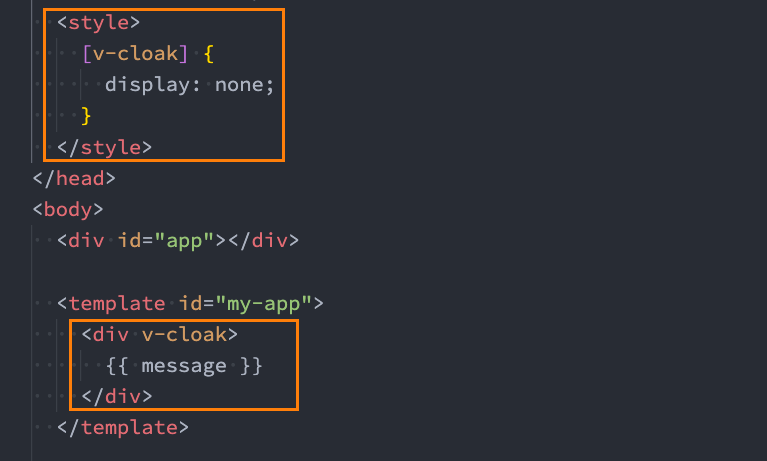 <style>
[v-cloak] {
display: none;
}
</style>
</head>
<body>
<div id="app"></div>
<template id="my-app">
<div v-cloak>
{{ message }}
</div>
</template>